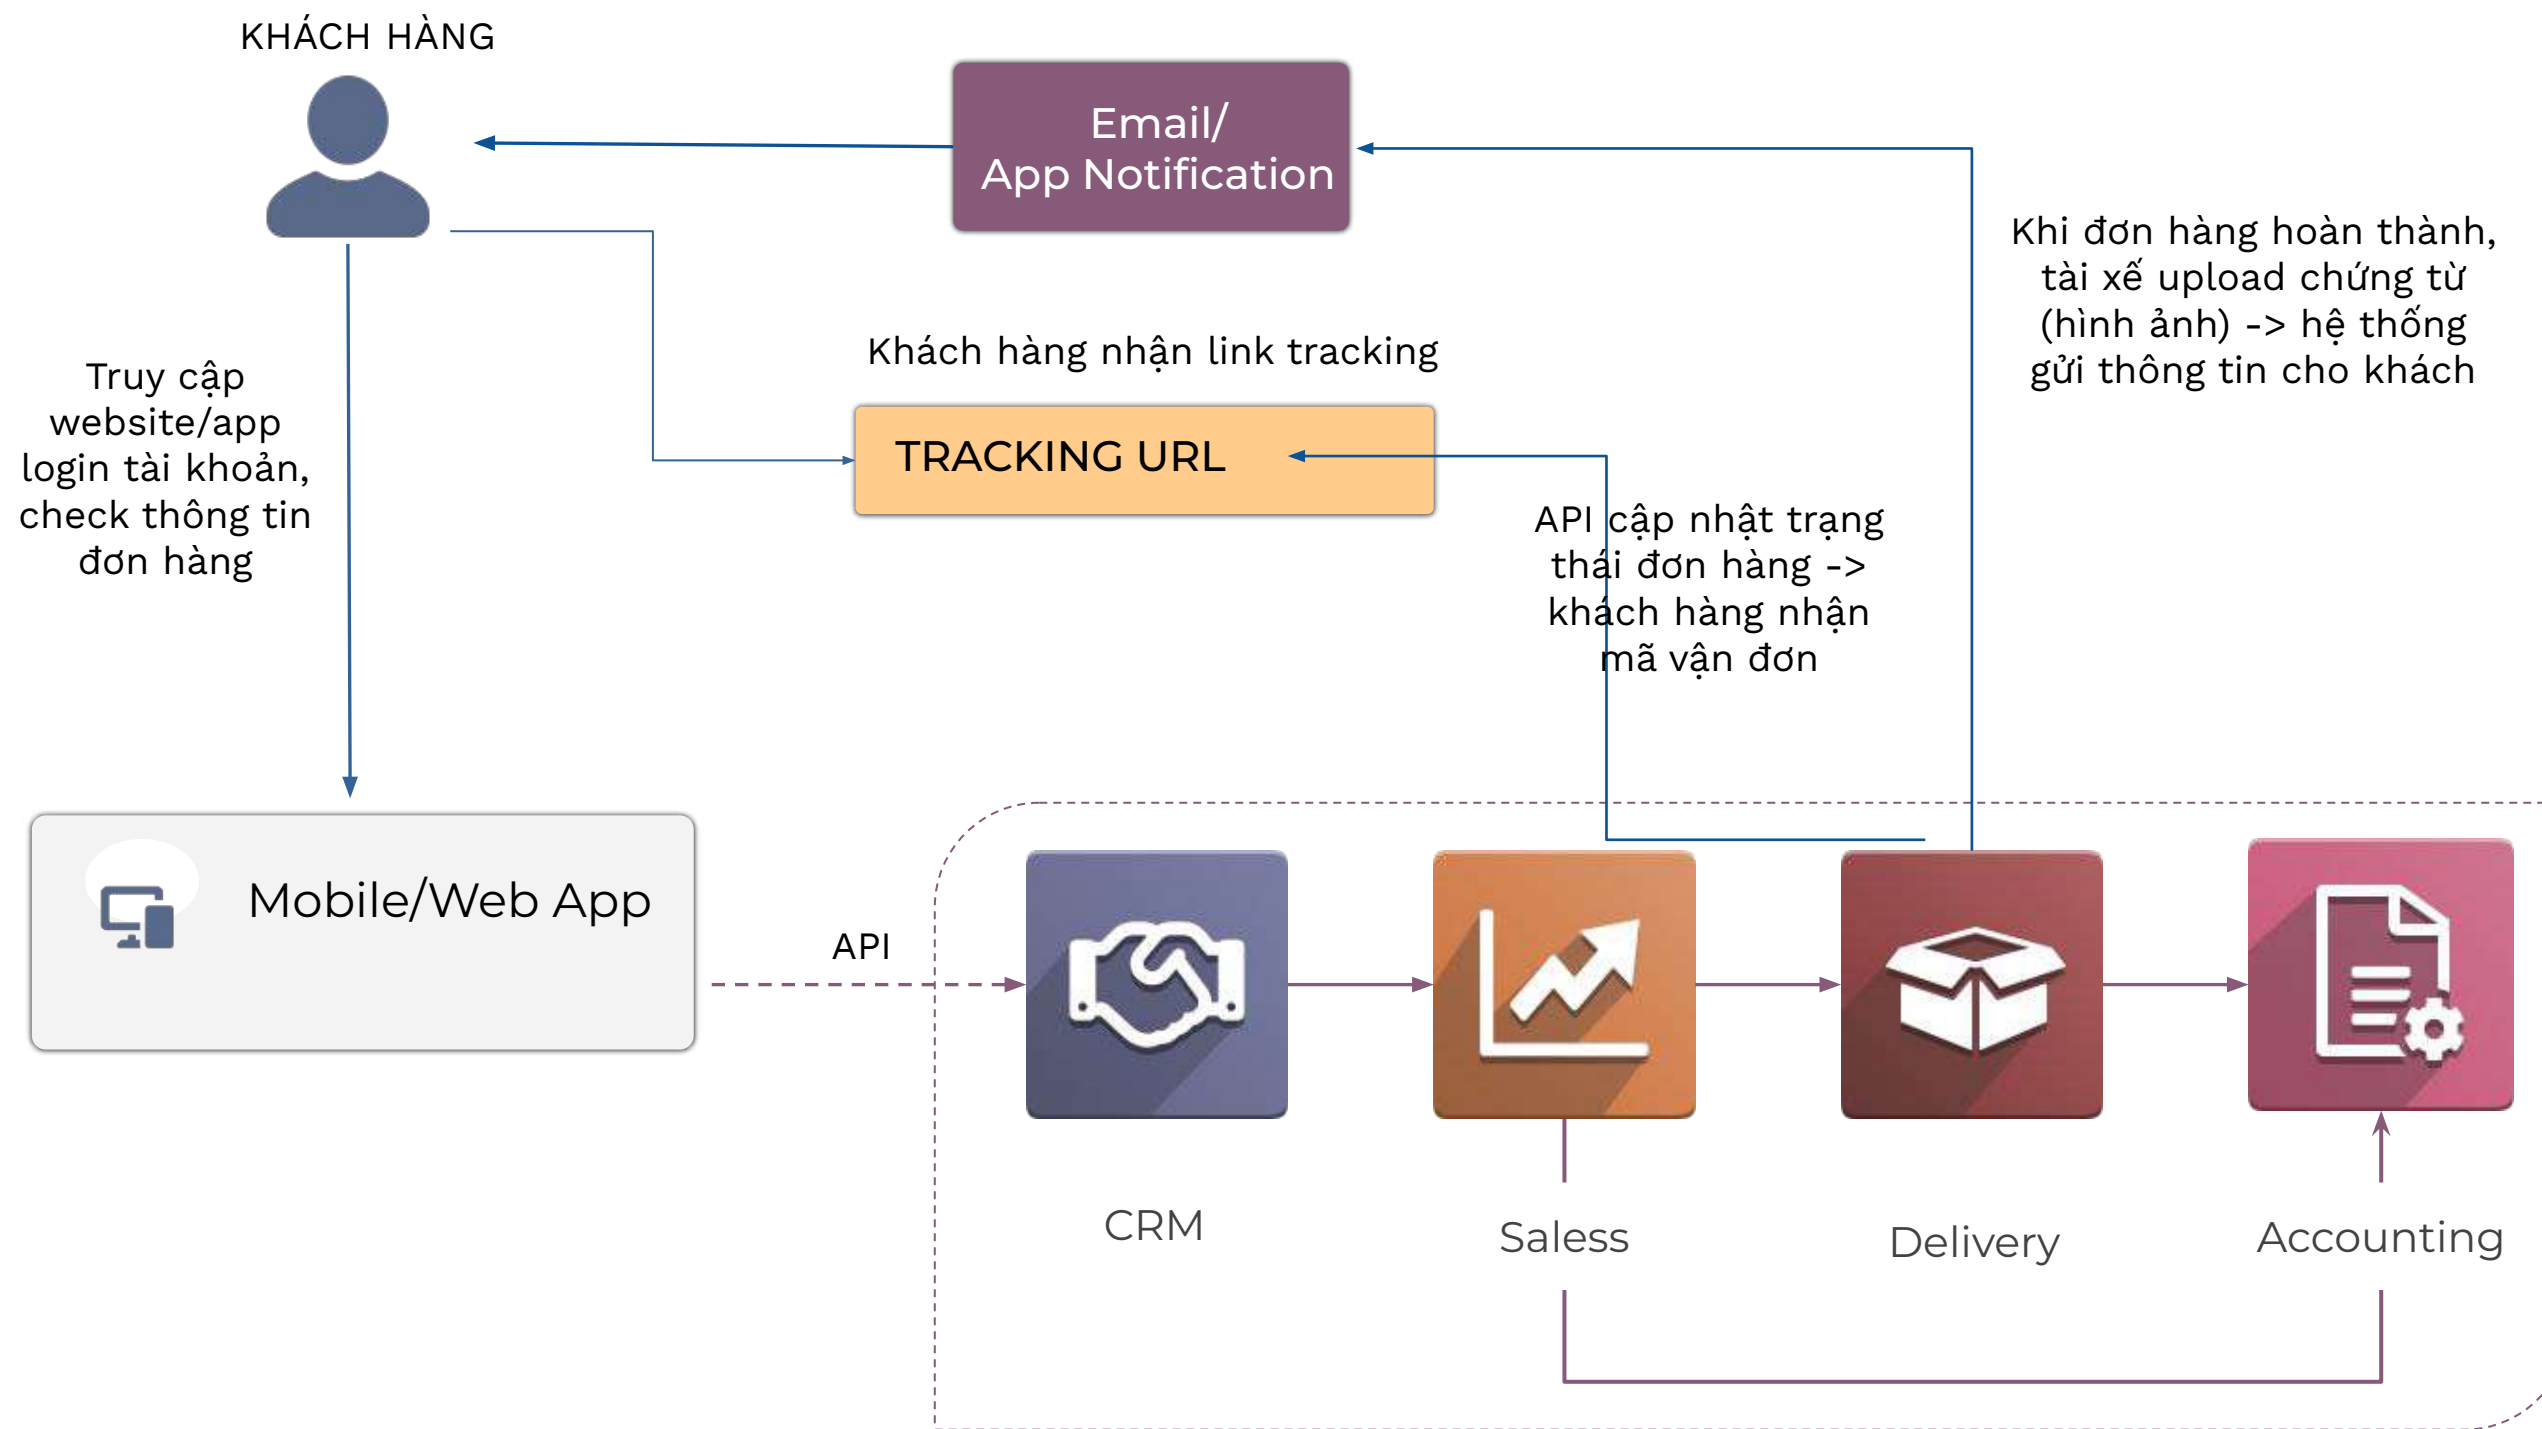 KHÁCH HÀNG
Email/
App Notification
Khi đơn hàng hoàn thành,
tài xế upload chứng từ
(hình ảnh) -> hệ thống
gửi thông tin cho khách
Khách hàng nhận link tracking
Truy cập
website/app
login tài khoản,
check thông tin
đơn hàng
TRACKING URL
API cập nhật trạng
thái đơn hàng ->
khách hàng nhận
mã vận đơn
Mobile/Web App
API
CRM
Saless
Delivery
Accounting